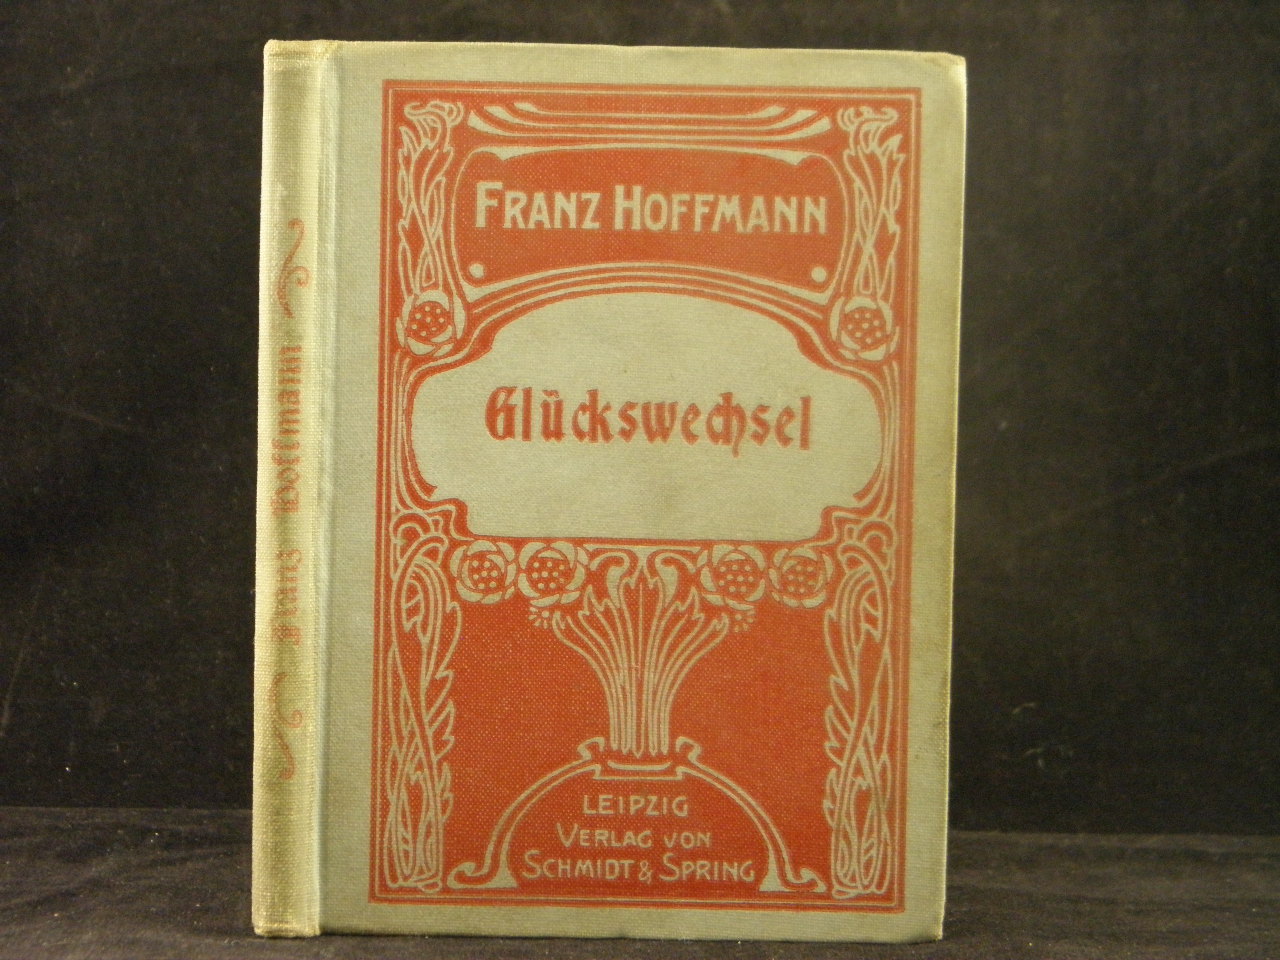 Franz Hoffmann
FRANZ HOFFMANN
Glückswechsel
LEIPZIG
VERLAG VON
SCHMIDT & SPRING